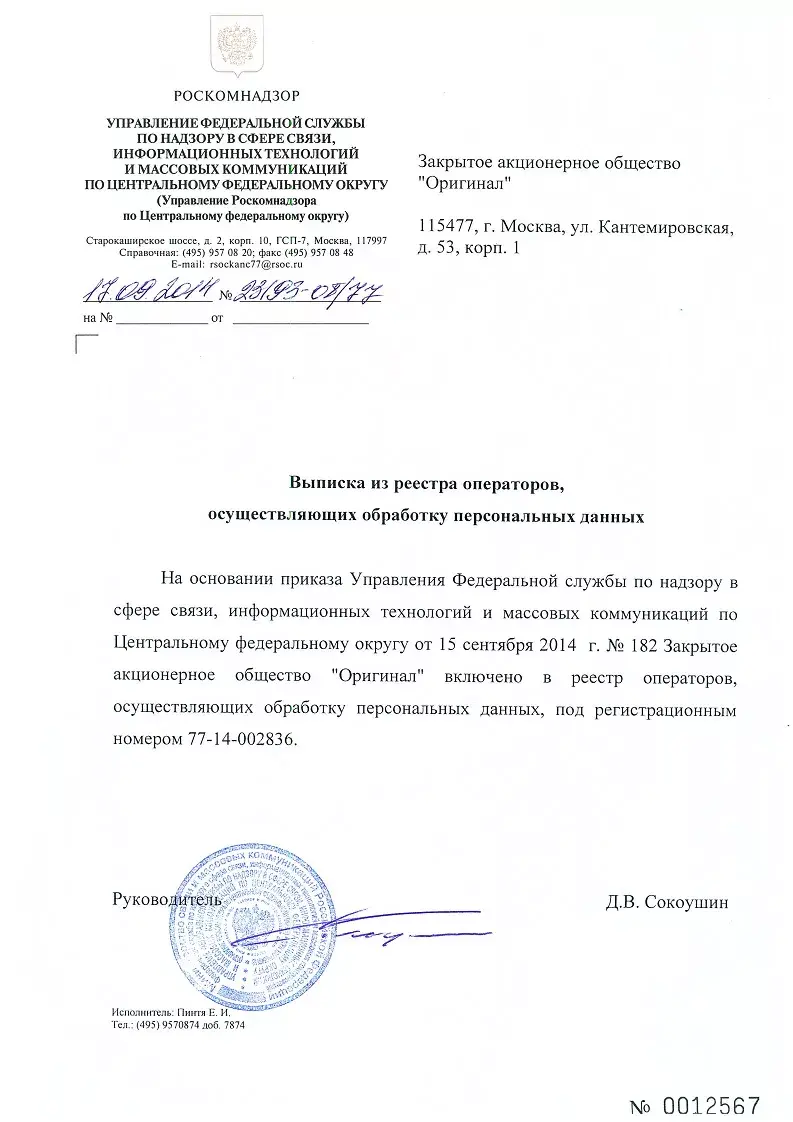 РОСКОМНАДЗОР
УПРАВЛЕНИЕ ФЕДЕРАЛЬНОЙ СЛУЖБЫ
ПО НАДЗОРУ В СФЕРЕ СВЯЗИ,
ИНФОРМАЦИОННЫХ ТЕХНОЛОГИЙ
И МАССОВЫХ КОММУНИКАЦИЙ
ПО ЦЕНТРАЛЬНОМУ ФЕДЕРАЛЬНОМУ ОКРУГУ
(Управление Роскомнадзора
по Центральному федеральному округу)
Старокаширское шоссе, д. 2, корп. 10, ГСП-7, Москва, 117997
Справочная: (495) 957 08 20; факс (495) 957 08 48
E-mail: rsockanc77@rsoc.ru
17.09.2014 № 23193-02/77
на № от
Закрытое акционерное общество
"Оригинал"
115477, г. Москва, ул. Кантемировская,
д. 53, корп. 1
Выписка из реестра операторов,
осуществляющих обработку персональных данных
На основании приказа Управления Федеральной службы по надзору в
сфере связи, информационных технологий и массовых коммуникаций по
Центральному федеральному округу от 15 сентября 2014 г. № 182 Закрытое
акционерное общество "Оригинал" включено в реестр операторов,
осуществляющих обработку персональных данных, под регистрационным
номером 77-14-002836.
Руководитель
Д.В. Сокоушин
Исполнитель: Пинтя Е. И.
Тел.: (495) 9570874 доб. 7874
№ 0012567